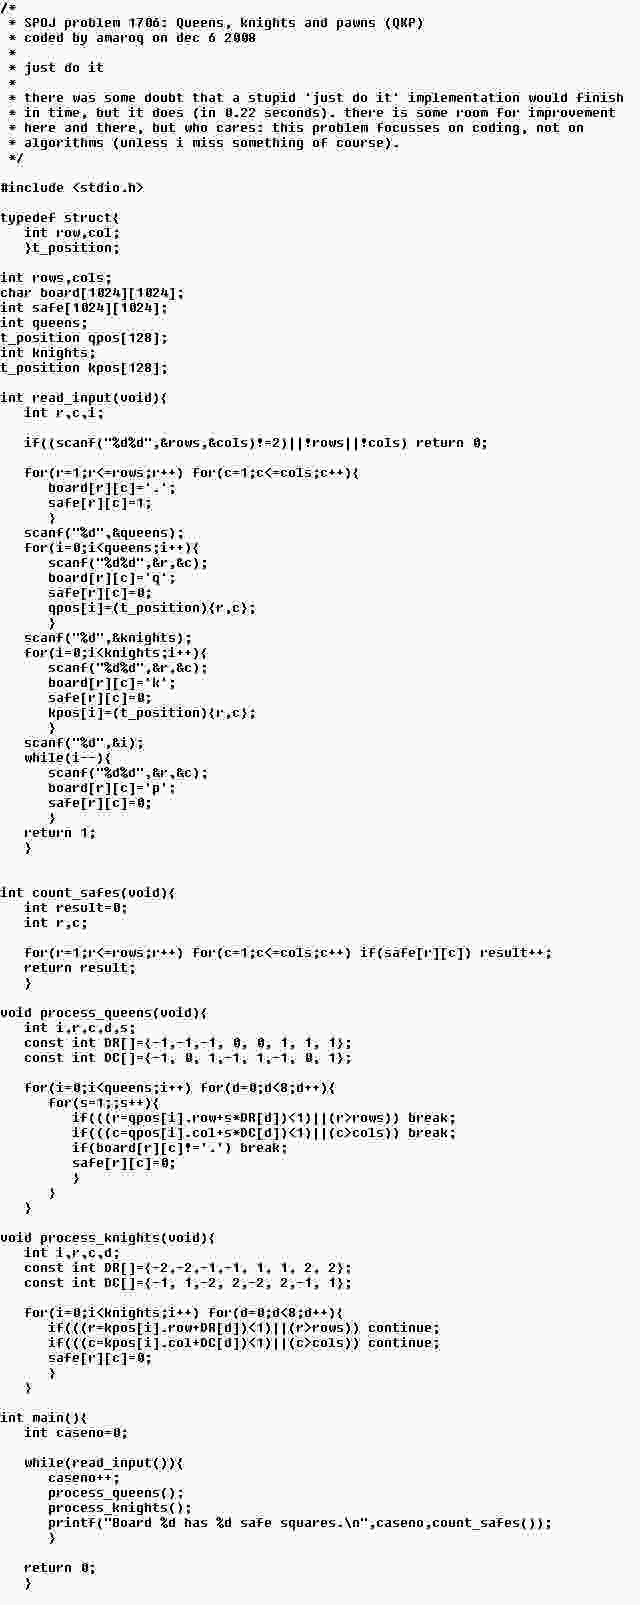 /*
 * SPOJ problem 1706: Queens, knights and pawns (QKP)
 * coded by amaroq on dec 6 2008
 *
 * just do it
 *
 * there was some doubt that a stupid 'just do it' implementation would finish
 * in time, but it does (in 0.22 seconds). there is some room for improvement
 * here and there, but who cares: this problem focusses on coding, not on
 * algorithms (unless i miss something of course).
 */

#include <stdio.h>

typedef struct{
   int row,col;
   }t_position;

int rows,cols;
char board[1024][1024];
int safe[1024][1024];
int queens;
t_position qpos[128];
int knights;
t_position kpos[128];

int read_input(void){
   int r,c,i;

   if((scanf("%d%d",&rows,&cols)!=2)||!rows||!cols) return 0;

   for(r=1;r<=rows;r++) for(c=1;c<=cols;c++){
      board[r][c]='.';
      safe[r][c]=1;
      }
   scanf("%d",&queens);
   for(i=0;i<queens;i++){
      scanf("%d%d",&r,&c);
      board[r][c]='q';
      safe[r][c]=0;
      qpos[i]=(t_position){r,c};
      }
   scanf("%d",&knights);
   for(i=0;i<knights;i++){
      scanf("%d%d",&r,&c);
      board[r][c]='k';
      safe[r][c]=0;
      kpos[i]=(t_position){r,c};
      }
   scanf("%d",&i);
   while(i--){
      scanf("%d%d",&r,&c);
      board[r][c]='p';
      safe[r][c]=0;
      }
   return 1;
   }


int count_safes(void){
   int result=0;
   int r,c;

   for(r=1;r<=rows;r++) for(c=1;c<=cols;c++) if(safe[r][c]) result++;
   return result;
   }

void process_queens(void){
   int i,r,c,d,s;
   const int DR[]={-1,-1,-1, 0, 0, 1, 1, 1};
   const int DC[]={-1, 0, 1,-1, 1,-1, 0, 1};

   for(i=0;i<queens;i++) for(d=0;d<8;d++){
      for(s=1;;s++){
         if(((r=qpos[i].row+s*DR[d])<1)||(r>rows)) break;
         if(((c=qpos[i].col+s*DC[d])<1)||(c>cols)) break;
         if(board[r][c]!='.') break;
         safe[r][c]=0;
         }
      }
   }

void process_knights(void){
   int i,r,c,d;
   const int DR[]={-2,-2,-1,-1, 1, 1, 2, 2};
   const int DC[]={-1, 1,-2, 2,-2, 2,-1, 1};

   for(i=0;i<knights;i++) for(d=0;d<8;d++){
      if(((r=kpos[i].row+DR[d])<1)||(r>rows)) continue;
      if(((c=kpos[i].col+DC[d])<1)||(c>cols)) continue;
      safe[r][c]=0;
      }
   }

int main(){
   int caseno=0;

   while(read_input()){
      caseno++;
      process_queens();
      process_knights();
      printf("Board %d has %d safe squares.\n",caseno,count_safes());
      }

   return 0;
   }